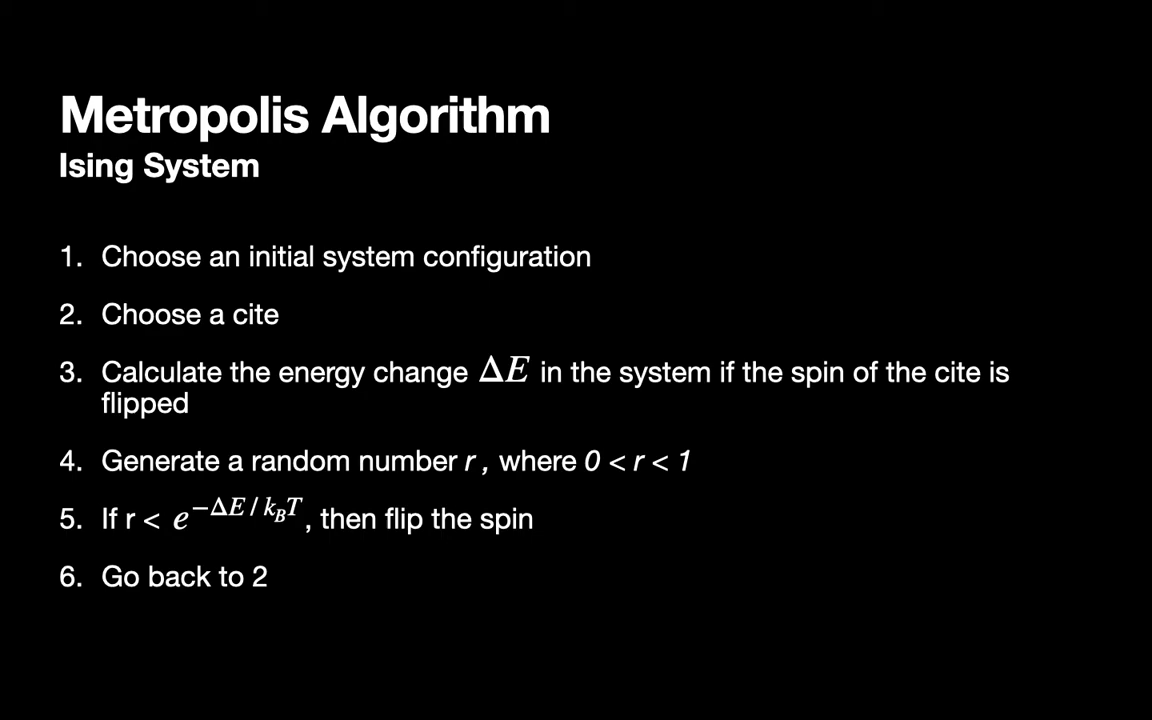 Metropolis Algorithm
Ising System
1. Choose an initial system configuration
2. Choose a cite
3. Calculate the energy change ΔE in the system if the spin of the cite is
flipped
4. Generate a random number r , where 0 < r < 1
5. If r < e^{−ΔE / k_BT}, then flip the spin
6. Go back to 2